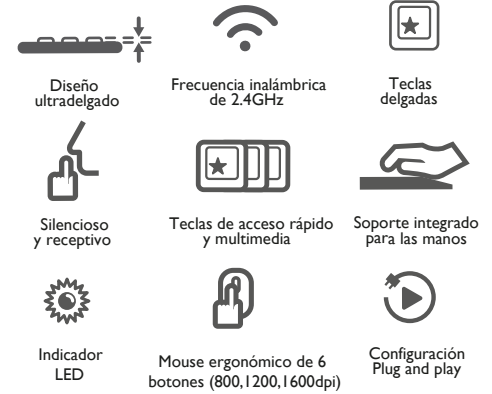 Diseño
ultradelgado
Frecuencia inalámbrica
de 2.4GHz
Teclas
delgadas
Silencioso
y receptivo
Teclas de acceso rápido
y multimedia
Soporte integrado
para las manos
Indicador
LED
Mouse ergonómico de 6
botones (800,1200,1600dpi)
Configuración
Plug and play